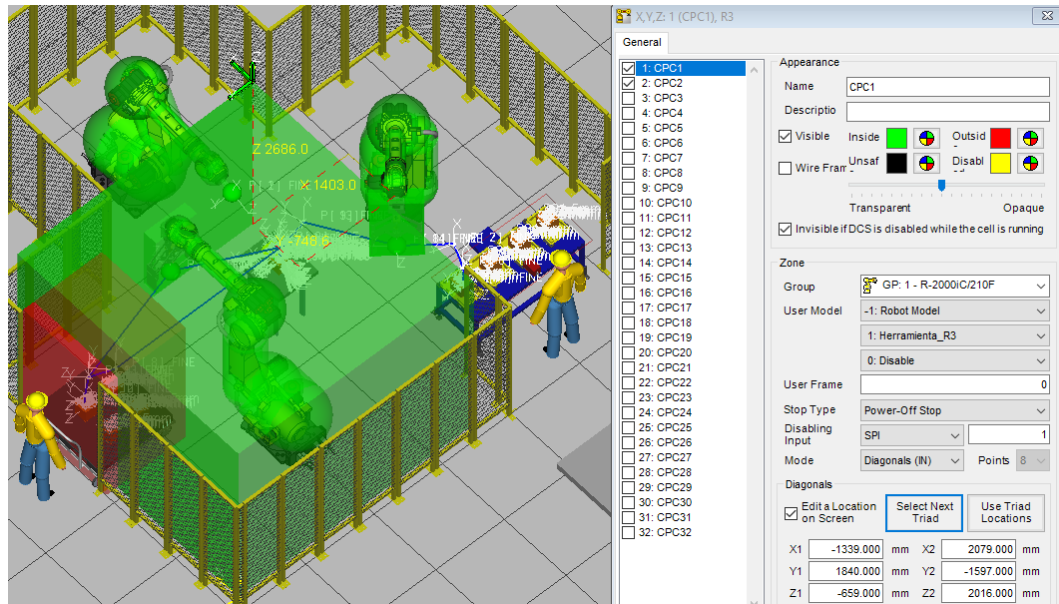 X,Y,Z: 1 (CPC1), R3
General
1: CPC1
2: CPC2
3: CPC3
4: CPC4
5: CPC5
6: CPC6
7: CPC7
8: CPC8
9: CPC9
10: CPC10
11: CPC11
12: CPC12
13: CPC13
14: CPC14
15: CPC15
16: CPC16
17: CPC17
18: CPC18
19: CPC19
20: CPC20
21: CPC21
22: CPC22
23: CPC23
24: CPC24
25: CPC25
26: CPC26
27: CPC27
28: CPC28
29: CPC29
30: CPC30
31: CPC31
32: CPC32
Appearance
Name CPC1
Descriptio
Visible Inside Outsid
Wire Fram Unsaf Disabl
Transparent Opaque
Invisible if DCS is disabled while the cell is running
Zone
Group GP: 1 - R-2000iC/210F
User Model -1: Robot Model
1: Herramienta_R3
0: Disable
User Frame 0
Stop Type Power-Off Stop
Disabling Input SPI 1
Mode Diagonals (IN) Points 8
Diagonals
Edit a Location on Screen Select Next Triad Use Triad Locations
X1 -1339.000 mm X2 2079.000 mm
Y1 1840.000 mm Y2 -1597.000 mm
Z1 -659.000 mm Z2 2016.000 mm
Z 2686.0
X 1403.0
Y -748.6